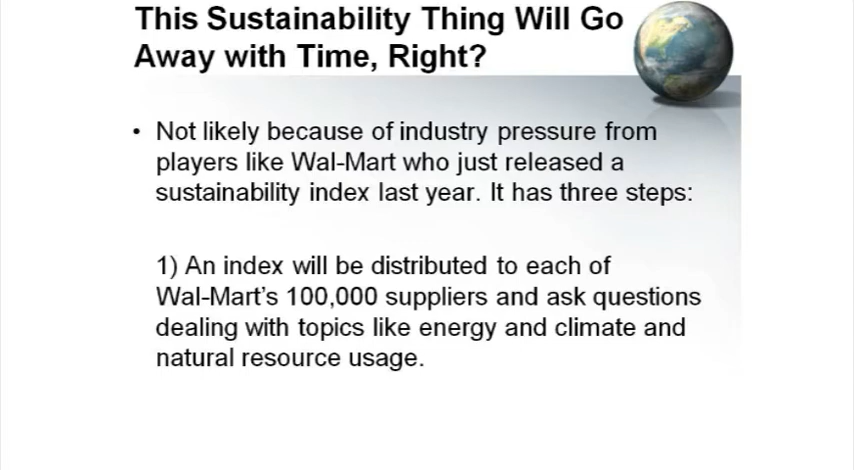 This Sustainability Thing Will Go
Away with Time, Right?
• Not likely because of industry pressure from
players like Wal-Mart who just released a
sustainability index last year. It has three steps:
1) An index will be distributed to each of
Wal-Mart's 100,000 suppliers and ask questions
dealing with topics like energy and climate and
natural resource usage.